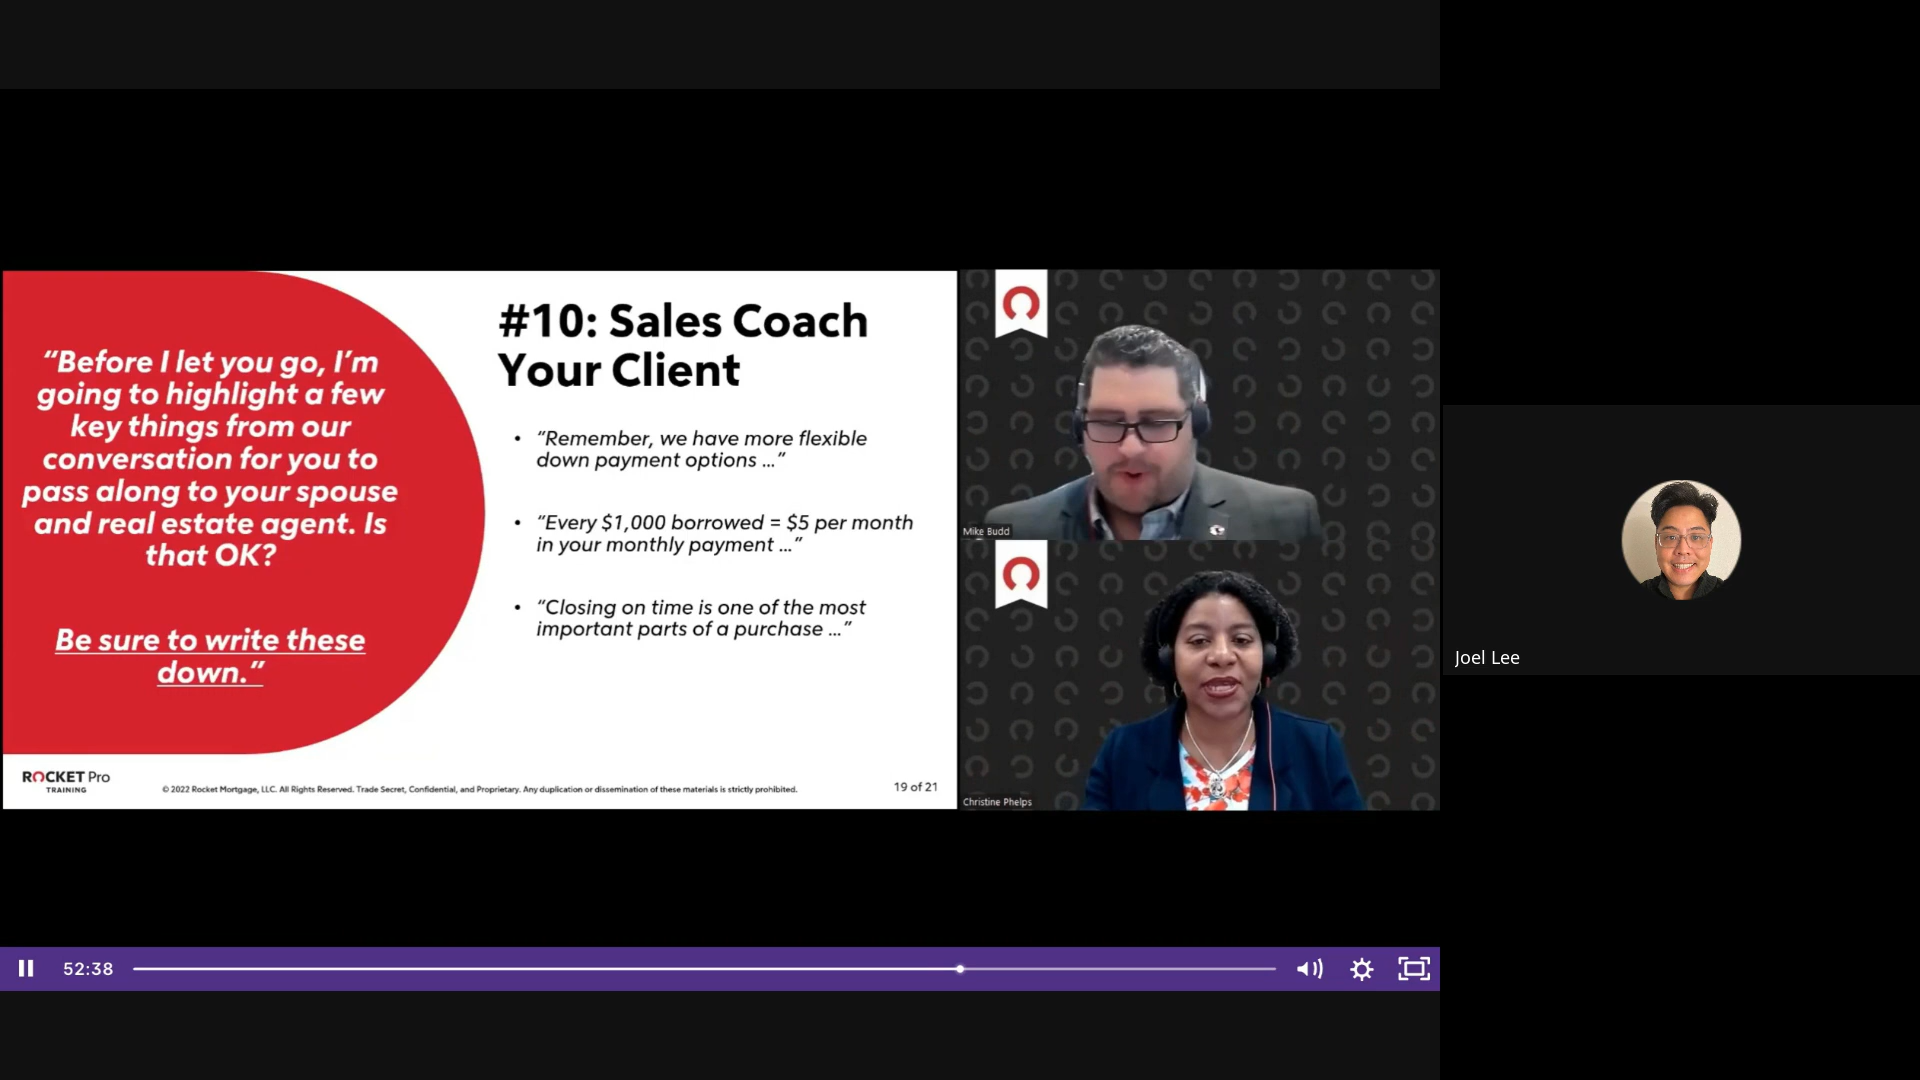 “Before I let you go, I’m
going to highlight a few
key things from our
conversation for you to
pass along to your spouse
and real estate agent. Is
that OK?
Be sure to write these
down.”
#10: Sales Coach
Your Client
• “Remember, we have more flexible
down payment options ...”
• “Every $1,000 borrowed = $5 per month
in your monthly payment ...”
• “Closing on time is one of the most
important parts of a purchase ...”
ROCKET Pro
TRAINING
© 2022 Rocket Mortgage, LLC. All Rights Reserved. Trade Secret, Confidential, and Proprietary. Any duplication or dissemination of these materials is strictly prohibited.
19 of 21
Mike Budd
Christine Phelps
Joel Lee
52:38